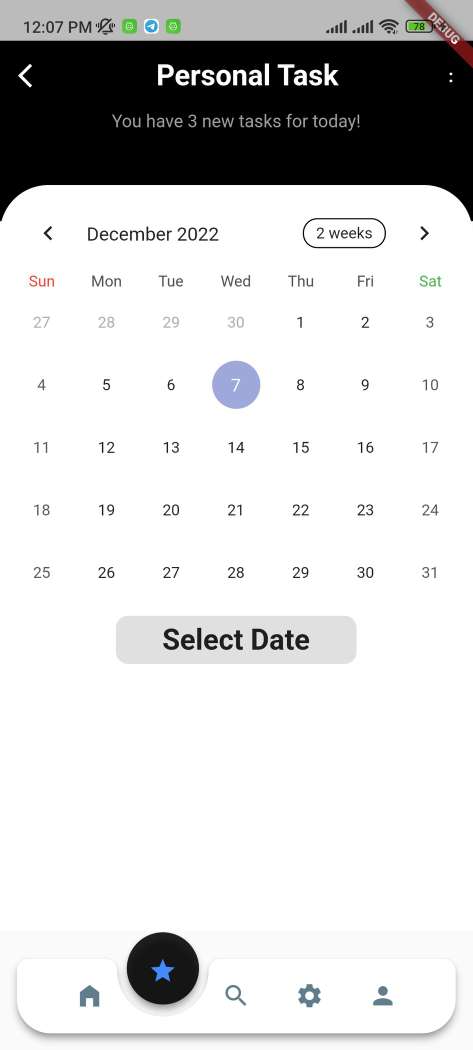 12:07 PM 78
DEBUG
Personal Task
You have 3 new tasks for today!
December 2022 2 weeks
Sun Mon Tue Wed Thu Fri Sat
27 28 29 30 1 2 3
4 5 6 7 8 9 10
11 12 13 14 15 16 17
18 19 20 21 22 23 24
25 26 27 28 29 30 31
Select Date